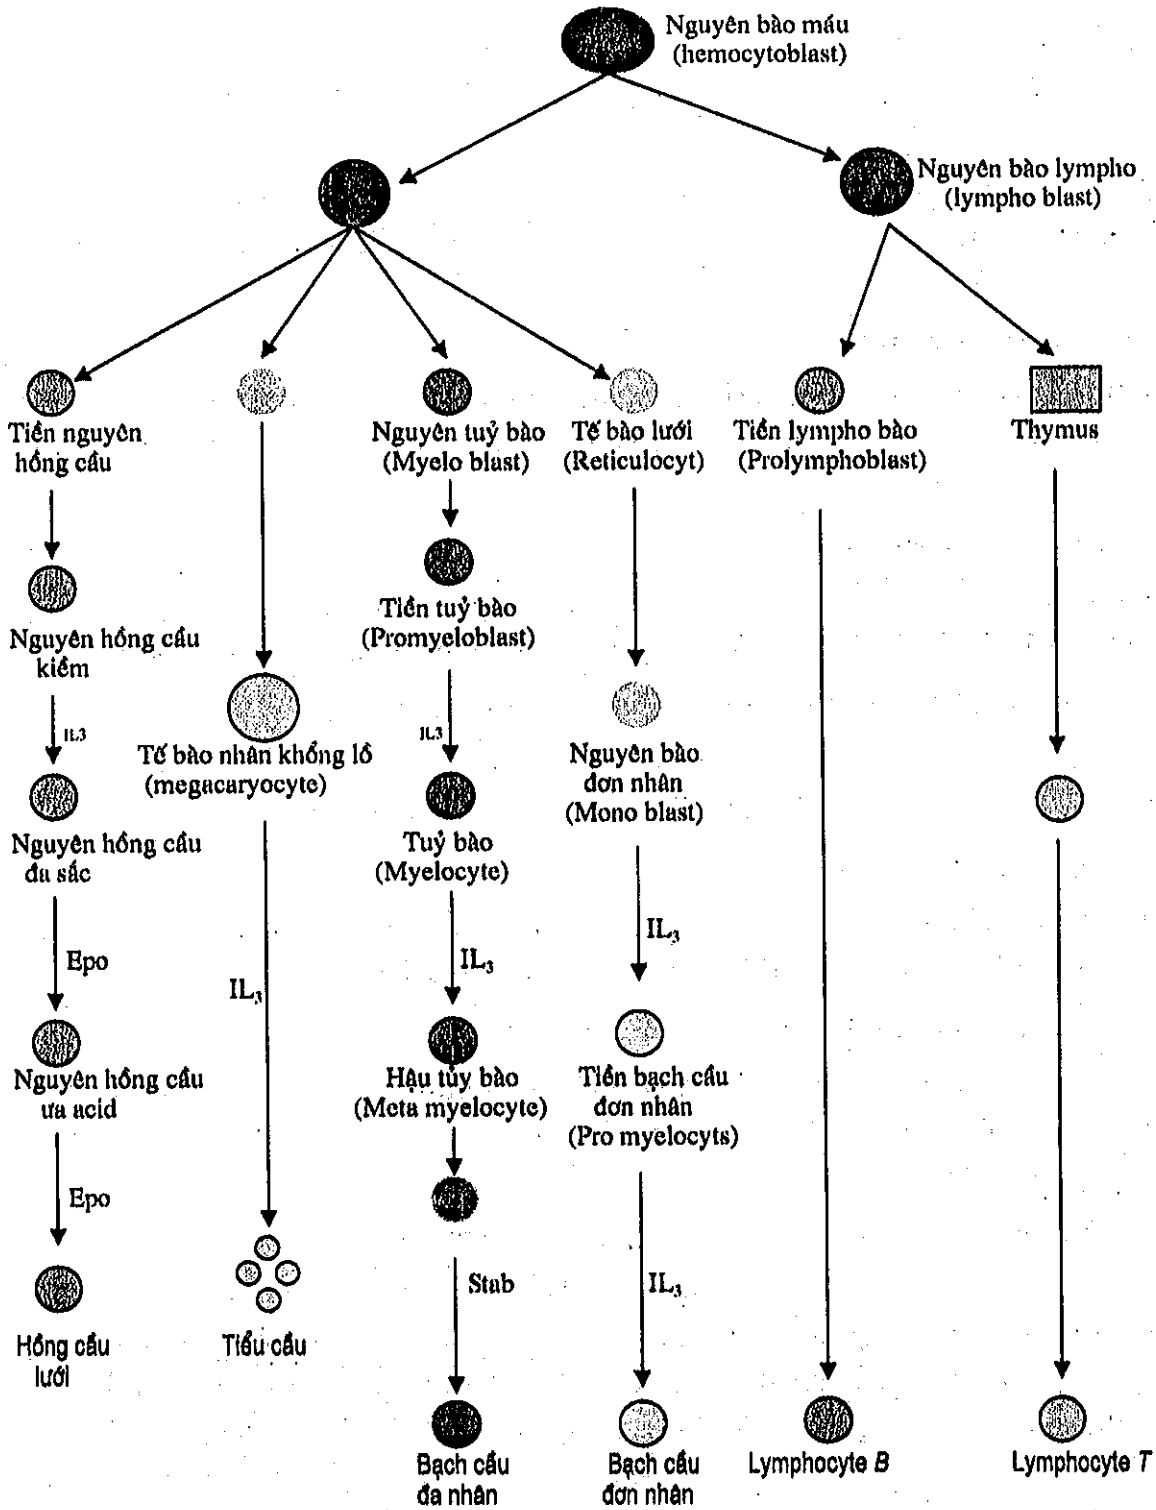 Nguyên bào máu
(hemocytoblast)
Nguyên bào lympho
(lympho blast)
Tiền nguyên
hồng cầu
Nguyên tuỷ bào
(Myelo blast)
Tế bào lưới
(Reticulocyt)
Tiền lympho bào
(Prolymphoblast)
Thymus
Nguyên hồng cầu
kiềm
Tiền tuỷ bào
(Promyeloblast)
IL3
Tế bào nhân khổng lồ
(megacaryocyte)
IL3
Nguyên bào
đơn nhân
(Mono blast)
Nguyên hồng cầu
đa sắc
Tuỷ bào
(Myelocyte)
Epo
IL₃
IL₃
IL₃
Nguyên hồng cầu
ưa acid
Hậu tủy bào
(Meta myelocyte)
Tiền bạch cầu
đơn nhân
(Pro myelocyts)
Epo
Stab
IL₃
Hồng cầu
lưới
Tiểu cầu
Bạch cầu
đa nhân
Bạch cầu
đơn nhân
Lymphocyte B
Lymphocyte T